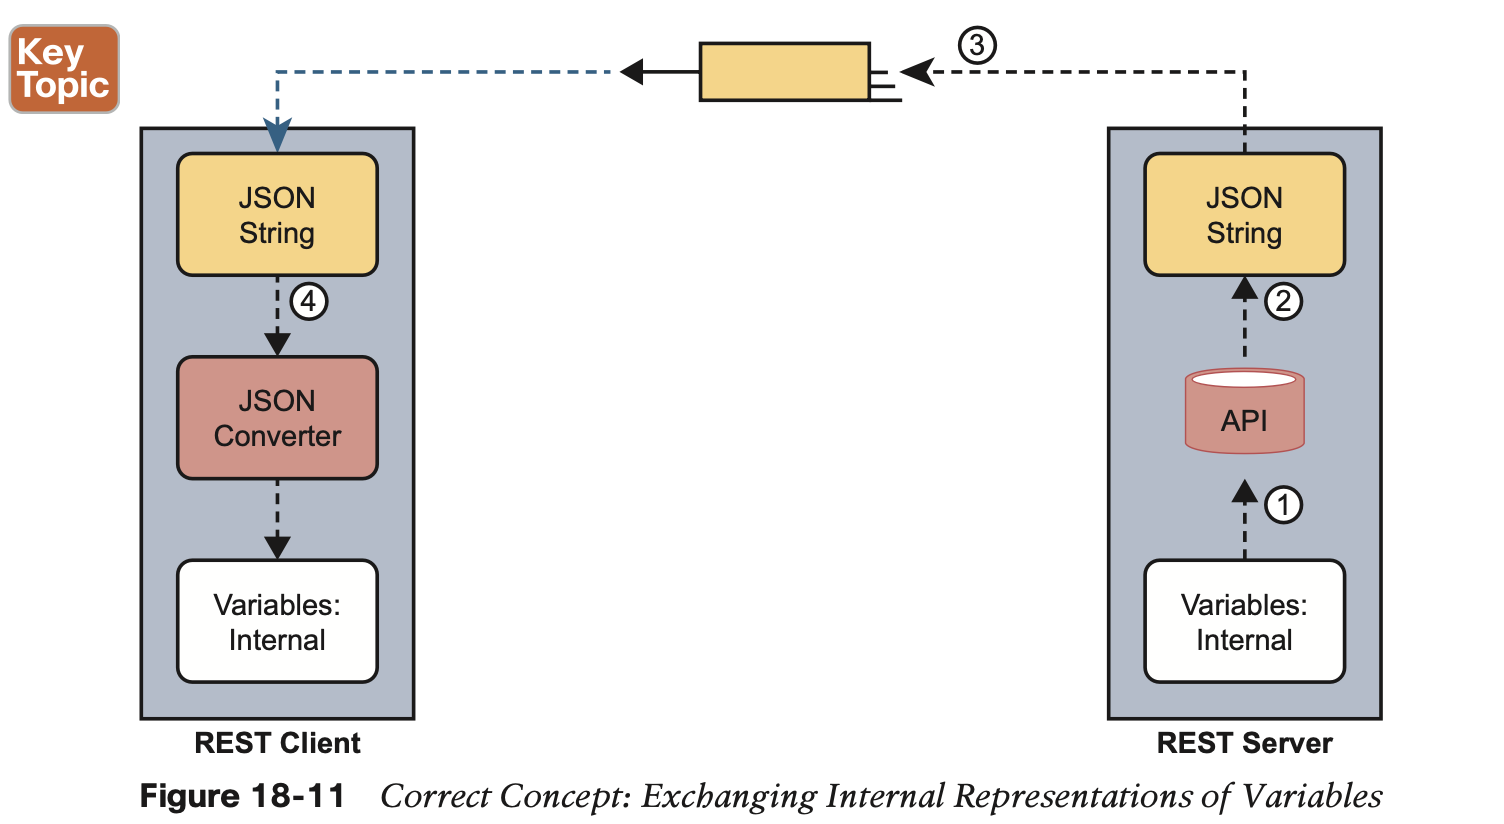 Key
Topic
3
JSON
String
4
JSON
Converter
Variables:
Internal
REST Client
JSON
String
2
API
1
Variables:
Internal
REST Server
Figure 18-11 Correct Concept: Exchanging Internal Representations of Variables